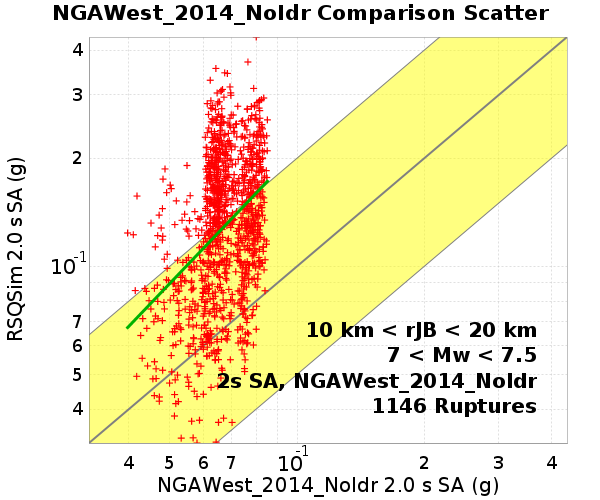 NGAWest_2014_NoIdr Comparison Scatter
4
3
2
10-1
7
6
5
4
RSQSim 2.0 s SA (g)
10 km < rJB < 20 km
7 < Mw < 7.5
2s SA, NGAWest_2014_NoIdr
1146 Ruptures
4 5 6 7 10-1 2 3 4
NGAWest_2014_NoIdr 2.0 s SA (g)